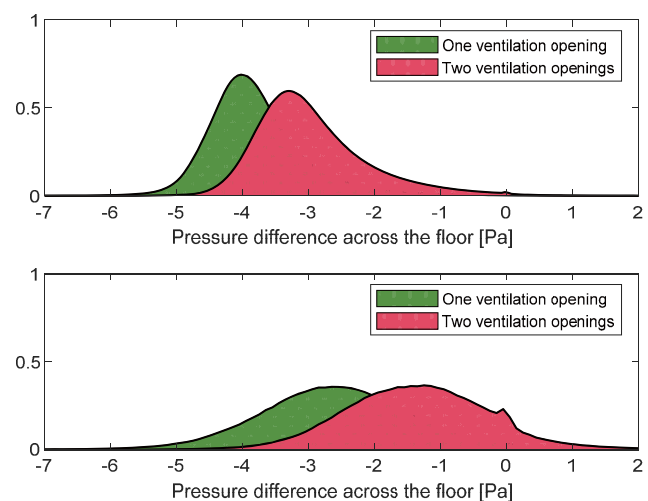 1
One ventilation opening
Two ventilation openings
0.5
0
-7 -6 -5 -4 -3 -2 -1 0 1 2
Pressure difference across the floor [Pa]
1
One ventilation opening
Two ventilation openings
0.5
0
-7 -6 -5 -4 -3 -2 -1 0 1 2
Pressure difference across the floor [Pa]